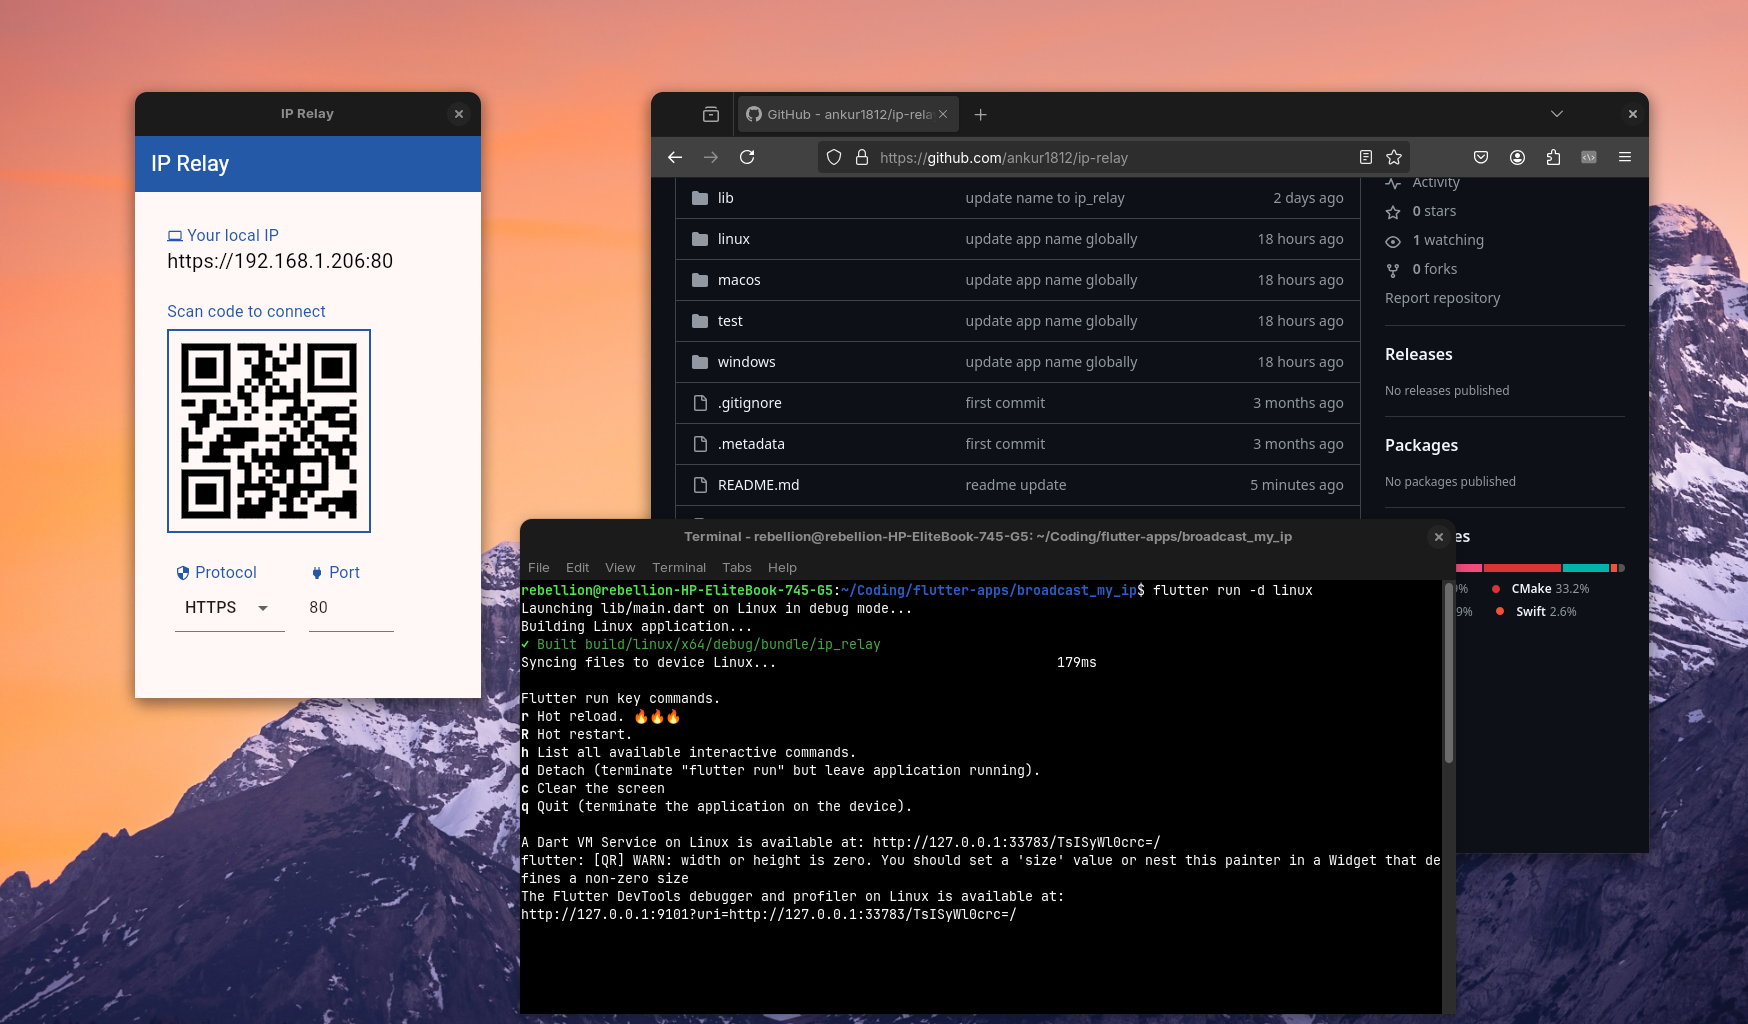 IP Relay
IP Relay
Your local IP
https://192.168.1.206:80
Scan code to connect
Protocol
Port
HTTPS
80
GitHub - ankur1812/ip-rela
https://github.com/ankur1812/ip-relay
lib update name to ip_relay 2 days ago
linux update app name globally 18 hours ago
macos update app name globally 18 hours ago
test update app name globally 18 hours ago
windows update app name globally 18 hours ago
.gitignore first commit 3 months ago
.metadata first commit 3 months ago
README.md readme update 5 minutes ago
Activity
0 stars
1 watching
0 forks
Report repository
Releases
No releases published
Packages
No packages published
es
9% CMake 33.2%
.9% Swift 2.6%
Terminal - rebellion@rebellion-HP-EliteBook-745-G5: ~/Coding/flutter-apps/broadcast_my_ip
File Edit View Terminal Tabs Help
rebellion@rebellion-HP-EliteBook-745-G5:~/Coding/flutter-apps/broadcast_my_ip$ flutter run -d linux
Launching lib/main.dart on Linux in debug mode...
Building Linux application...
✔ Built build/linux/x64/debug/bundle/ip_relay
Syncing files to device Linux... 179ms
Flutter run key commands.
r Hot reload. 🔥🔥🔥
R Hot restart.
h List all available interactive commands.
d Detach (terminate "flutter run" but leave application running).
c Clear the screen
q Quit (terminate the application on the device).
A Dart VM Service on Linux is available at: http://127.0.0.1:33783/TsISyWl0crc=/
flutter: [QR] WARN: width or height is zero. You should set a 'size' value or nest this painter in a Widget that de
fines a non-zero size
The Flutter DevTools debugger and profiler on Linux is available at:
http://127.0.0.1:9101?uri=http://127.0.0.1:33783/TsISyWl0crc=/